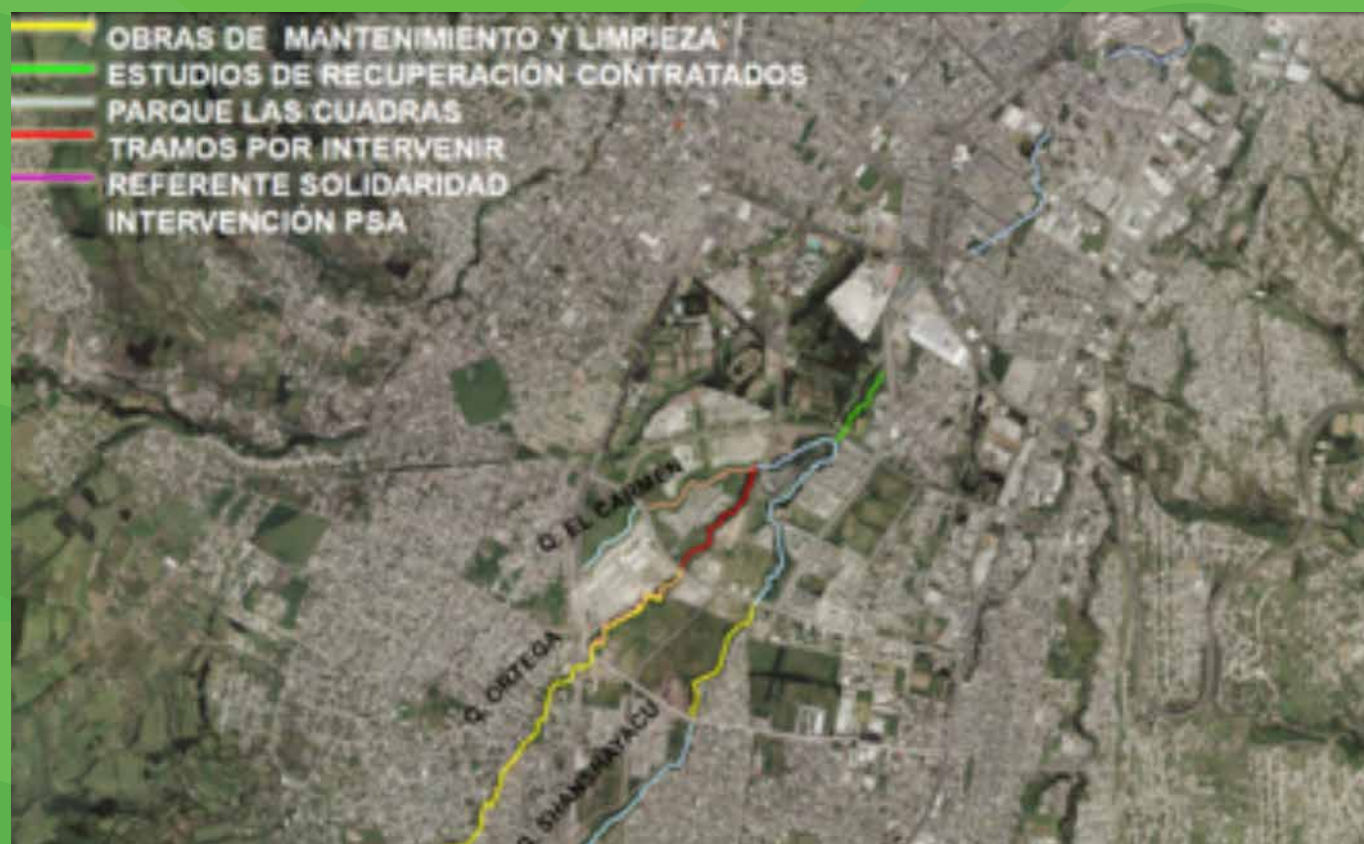 OBRAS DE MANTENIMIENTO Y LIMPIEZA
ESTUDIOS DE RECUPERACIÓN CONTRATADOS
PARQUE LAS CUADRAS
TRAMOS POR INTERVENIR
REFERENTE SOLIDARIDAD
INTERVENCIÓN PSA
Q. EL CARMEN
Q. ORTEGA
Q. SHANSHAYACU